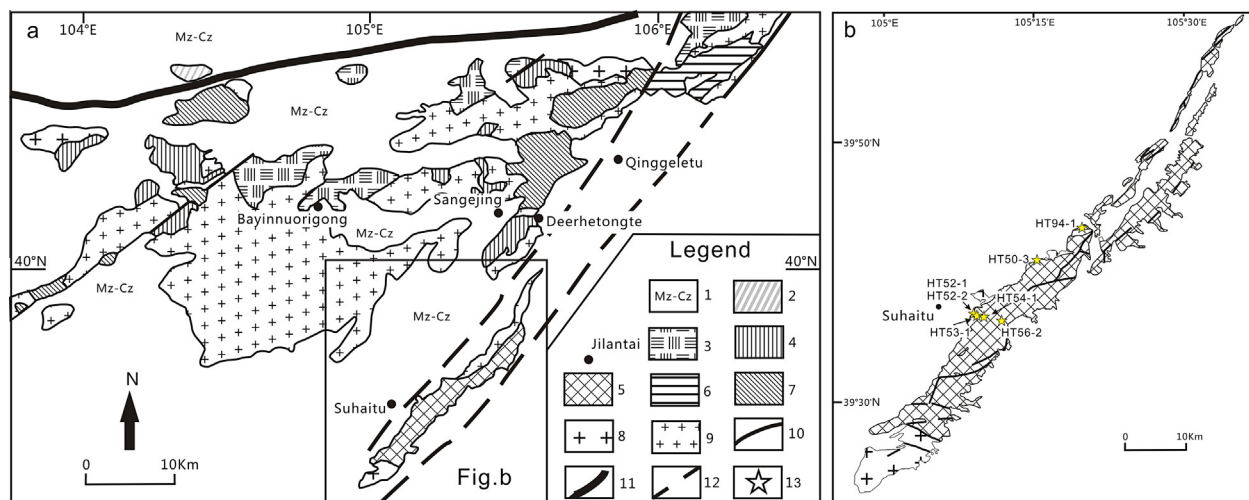 a
104°E
105°E
106°E
Mz-Cz
Mz-Cz
Qinggeletu
Sangejing
Deerhetongte
Bayinnuorigong
Mz-Cz
40°N
40°N
Mz-Cz
Mz-Cz
Jilantai
Suhaitu
N
0 10Km
Fig.b
Legend
Mz-Cz 1
2
3
4
5
6
7
8
9
10
11
12
13
b
105°E
105°15'E
105°30'E
39°50'N
HT94-1
HT50-3
HT52-1
HT52-2
HT54-1
Suhaitu
HT53-1
HT56-2
39°30'N
0 10Km